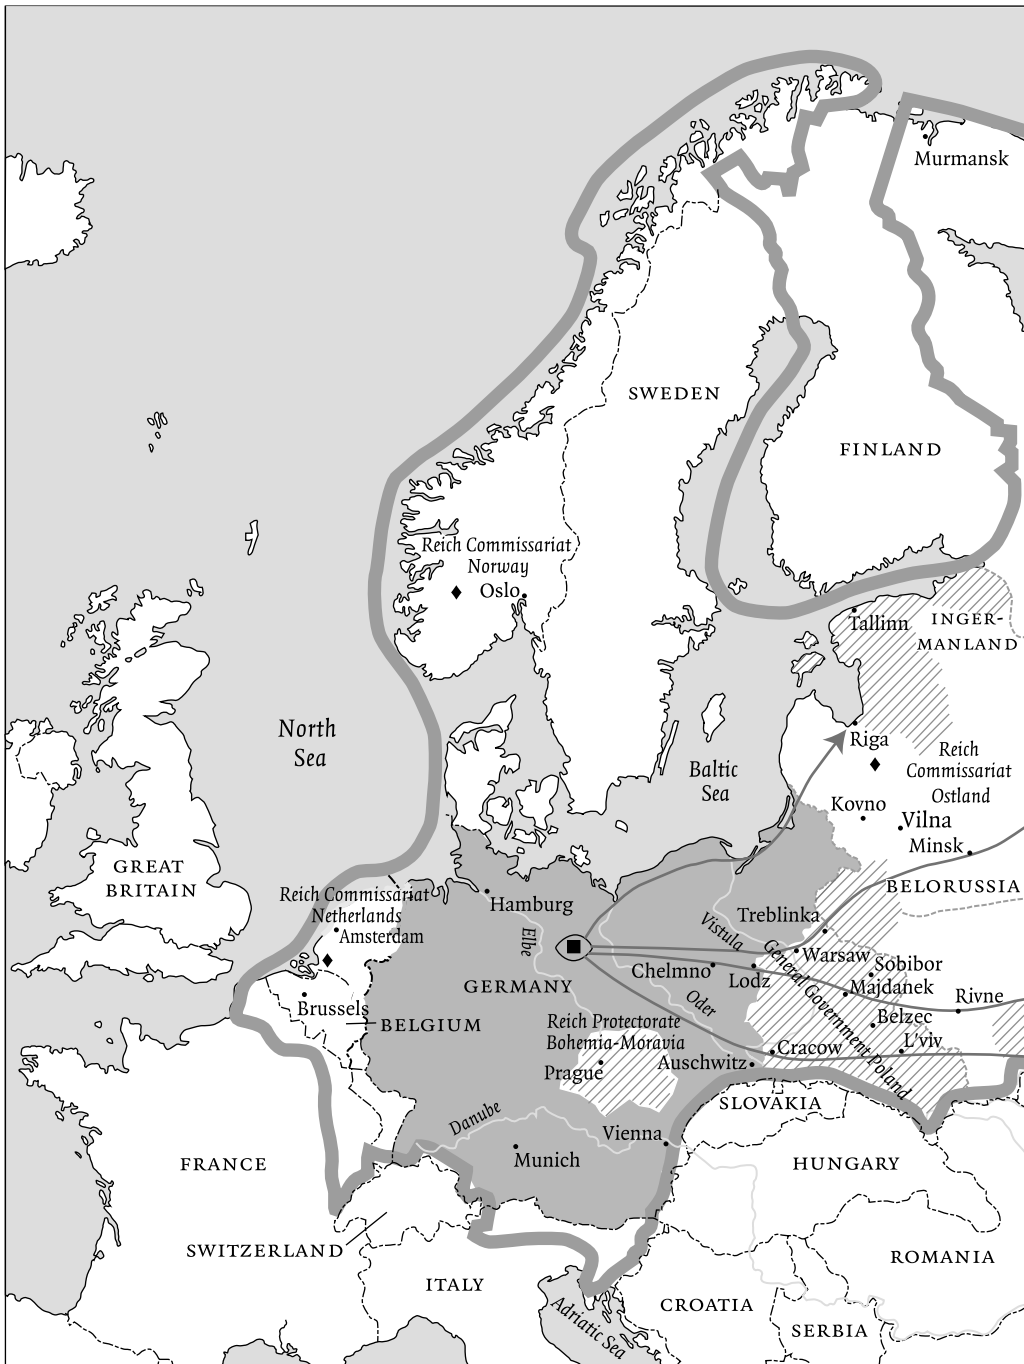 Murmansk
SWEDEN
FINLAND
Reich Commissariat
Norway
Oslo
Tallinn
INGER-
MANLAND
North
Sea
Riga
Baltic
Sea
Reich
Commissariat
Ostland
Kovno
Vilna
Minsk
GREAT
BRITAIN
BELORUSSIA
Reich Commissariat
Netherlands
Amsterdam
Hamburg
Elbe
Vistula
Treblinka
Warsaw
General Government Poland
Chelmno
Lodz
Sobibor
Majdanek
GERMANY
Oder
Rivne
Brussels
BELGIUM
Belzec
L'viv
Reich Protectorate
Bohemia-Moravia
Prague
Auschwitz
Cracow
SLOVAKIA
Danube
Vienna
Munich
FRANCE
HUNGARY
SWITZERLAND
ROMANIA
ITALY
CROATIA
Adriatic Sea
SERBIA